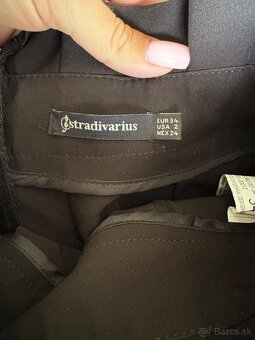 stradivarius
EUR 34
USA 2
MEX 24
© Bazos.sk